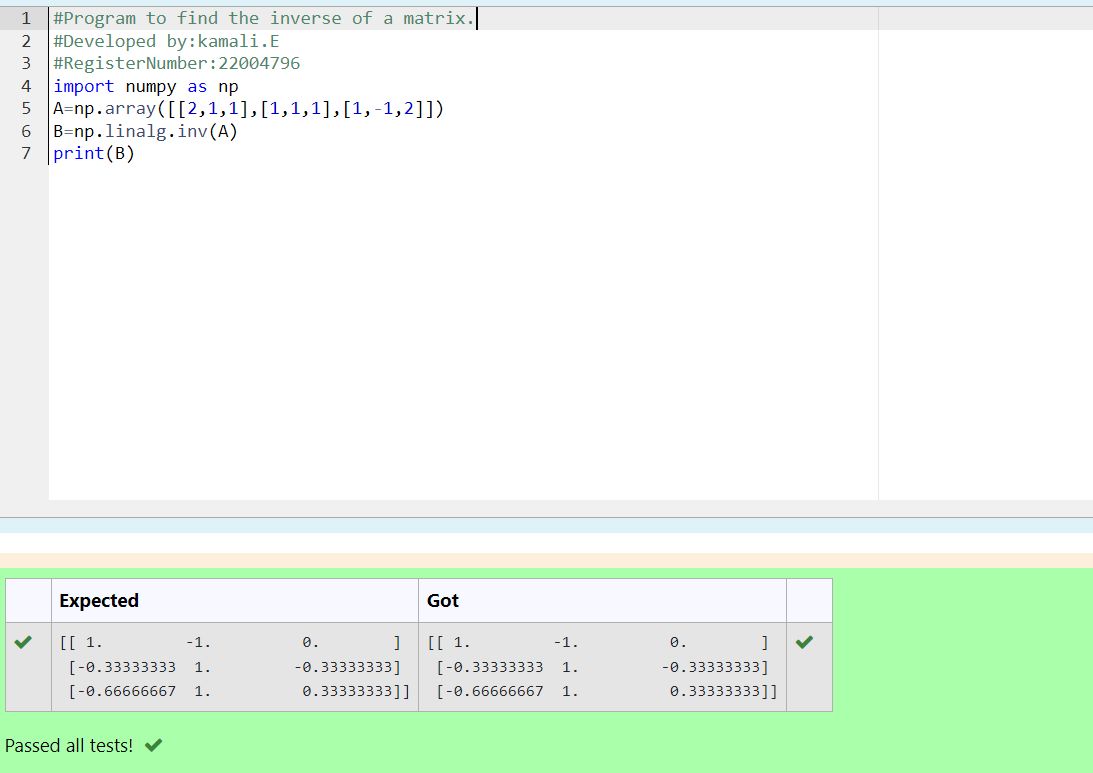 1 #Program to find the inverse of a matrix.
2 #Developed by:kamali.E
3 #RegisterNumber:22004796
4 import numpy as np
5 A=np.array([[2,1,1],[1,1,1],[1,-1,2]])
6 B=np.linalg.inv(A)
7 print(B)
Expected Got
[[ 1.         -1.          0.        ] [[ 1.         -1.          0.        ]
[-0.33333333  1.         -0.33333333] [-0.33333333  1.         -0.33333333]
[-0.66666667  1.          0.33333333]] [-0.66666667  1.          0.33333333]]
Passed all tests!